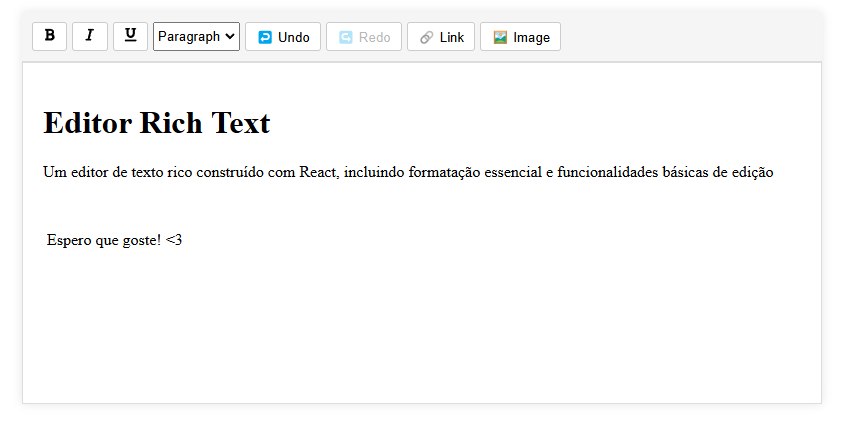 B I U Paragraph Undo Redo Link Image
Editor Rich Text
Um editor de texto rico construído com React, incluindo formatação essencial e funcionalidades básicas de edição
Espero que goste! <3